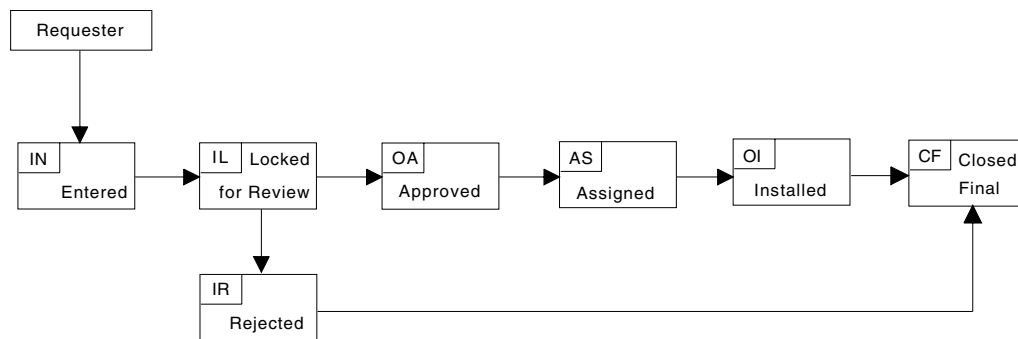 Requester
IN
Entered
IL Locked
for Review
OA
Approved
AS
Assigned
OI
Installed
CF Closed
Final
IR
Rejected